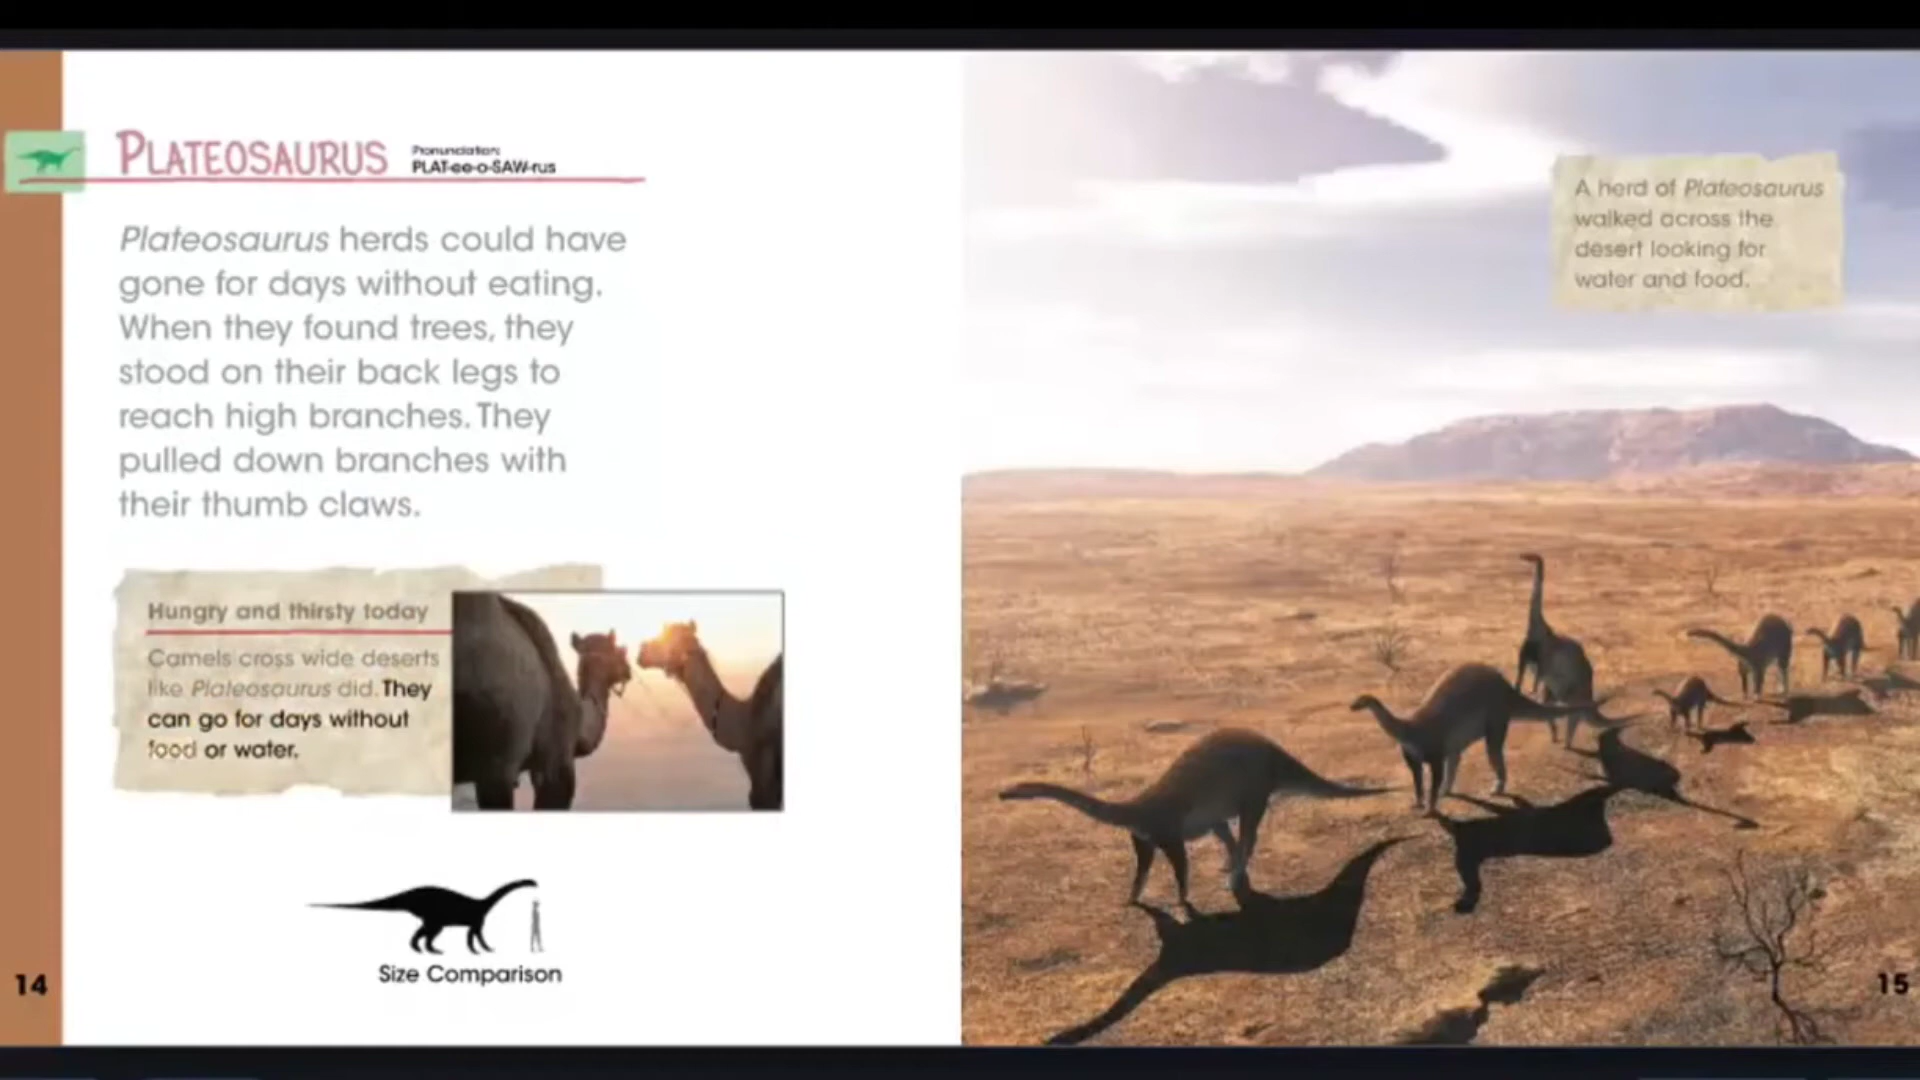 PLATEOSAURUS
Pronunciation:
PLAT-ee-o-SAW-rus
Plateosaurus herds could have
gone for days without eating.
When they found trees, they
stood on their back legs to
reach high branches. They
pulled down branches with
their thumb claws.
Hungry and thirsty today
Camels cross wide deserts
like Plateosaurus did. They
can go for days without
food or water.
Size Comparison
14
A herd of Plateosaurus
walked across the
desert looking for
water and food.
15